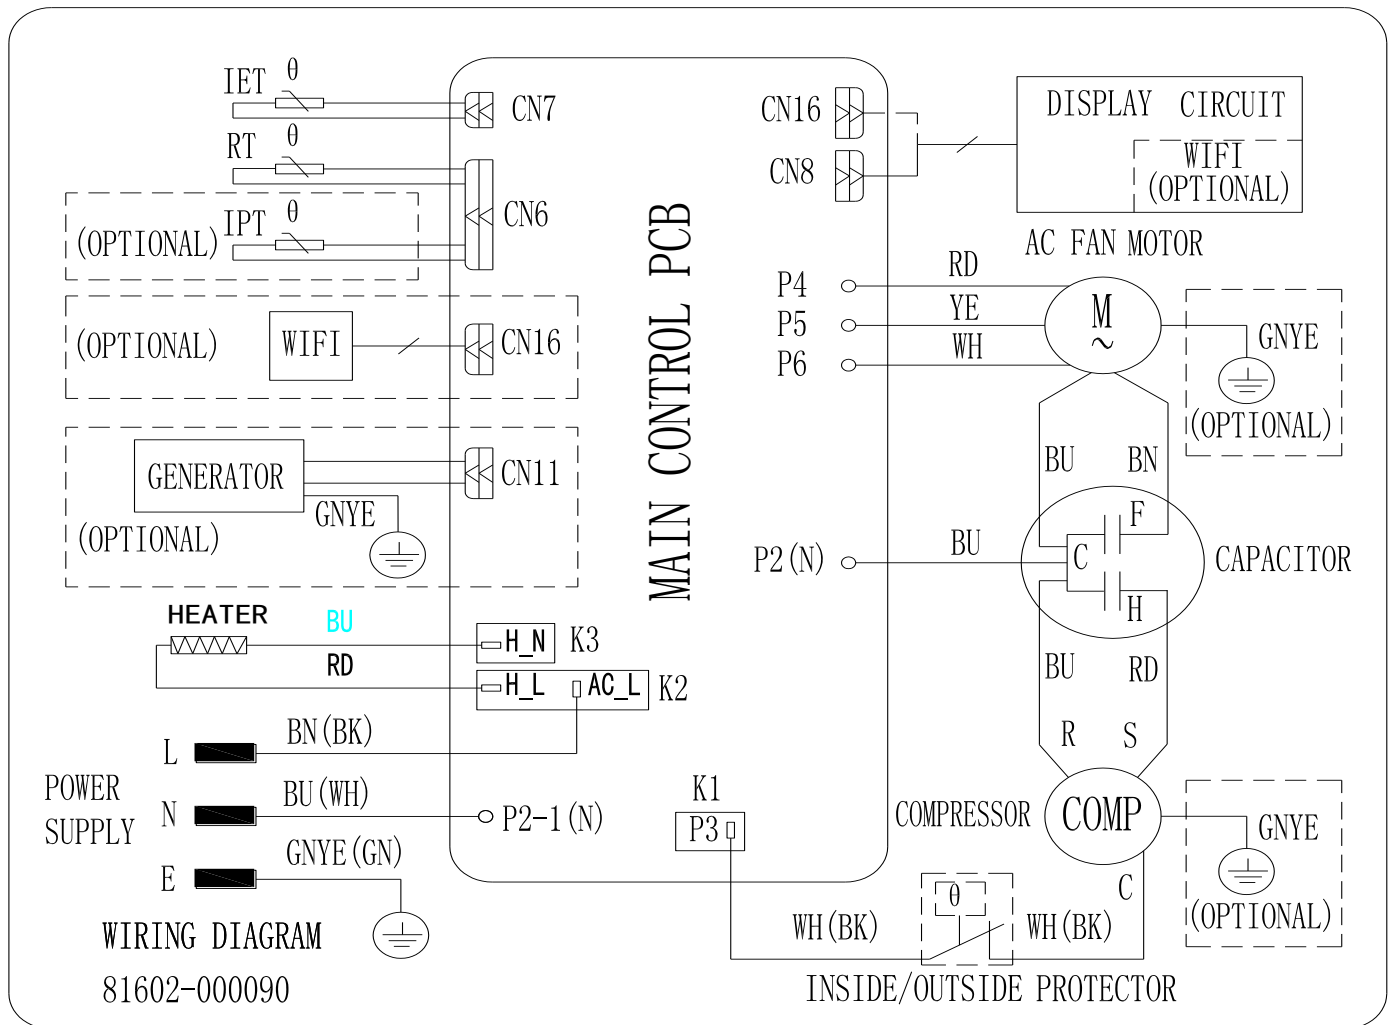 IET θ
CN7
RT θ
(OPTIONAL) IPT θ
CN6
(OPTIONAL) WIFI
CN16
GENERATOR
CN11
GNYE
(OPTIONAL)
HEATER
BU
H_N K3
RD
H_L AC_L K2
POWER
SUPPLY
L BN(BK)
N BU(WH) P2-1(N)
E GNYE(GN)
WIRING DIAGRAM
81602-000090
MAIN CONTROL PCB
CN16
CN8
DISPLAY CIRCUIT
WIFI
(OPTIONAL)
AC FAN MOTOR
P4 RD
P5 YE
P6 WH
M
~
GNYE
(OPTIONAL)
BU BN
P2(N) BU
F
C
H
CAPACITOR
BU RD
R S
COMPRESSOR COMP
GNYE
(OPTIONAL)
C
K1
P3
θ
WH(BK) WH(BK)
INSIDE/OUTSIDE PROTECTOR